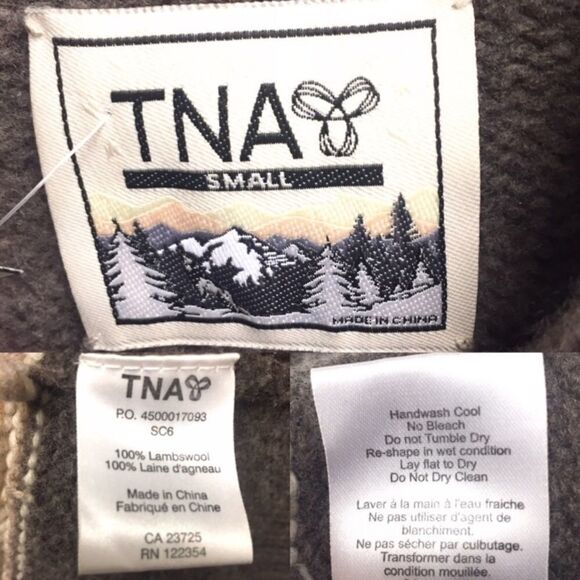 TNA
SMALL
MADE IN CHINA
TNA
P.O. 4500017093
SC6
100% Lambswool
100% Laine d'agneau
Made in China
Fabriqué en Chine
CA 23725
RN 122354
Handwash Cool
No Bleach
Do not Tumble Dry
Re-shape in wet condition
Lay flat to Dry
Do Not Dry Clean
Laver à la main à l'eau fraiche
Ne pas utiliser d'agent de
blanchiment.
Ne pas sécher par culbutage.
Transformer dans la
condition mouillée.